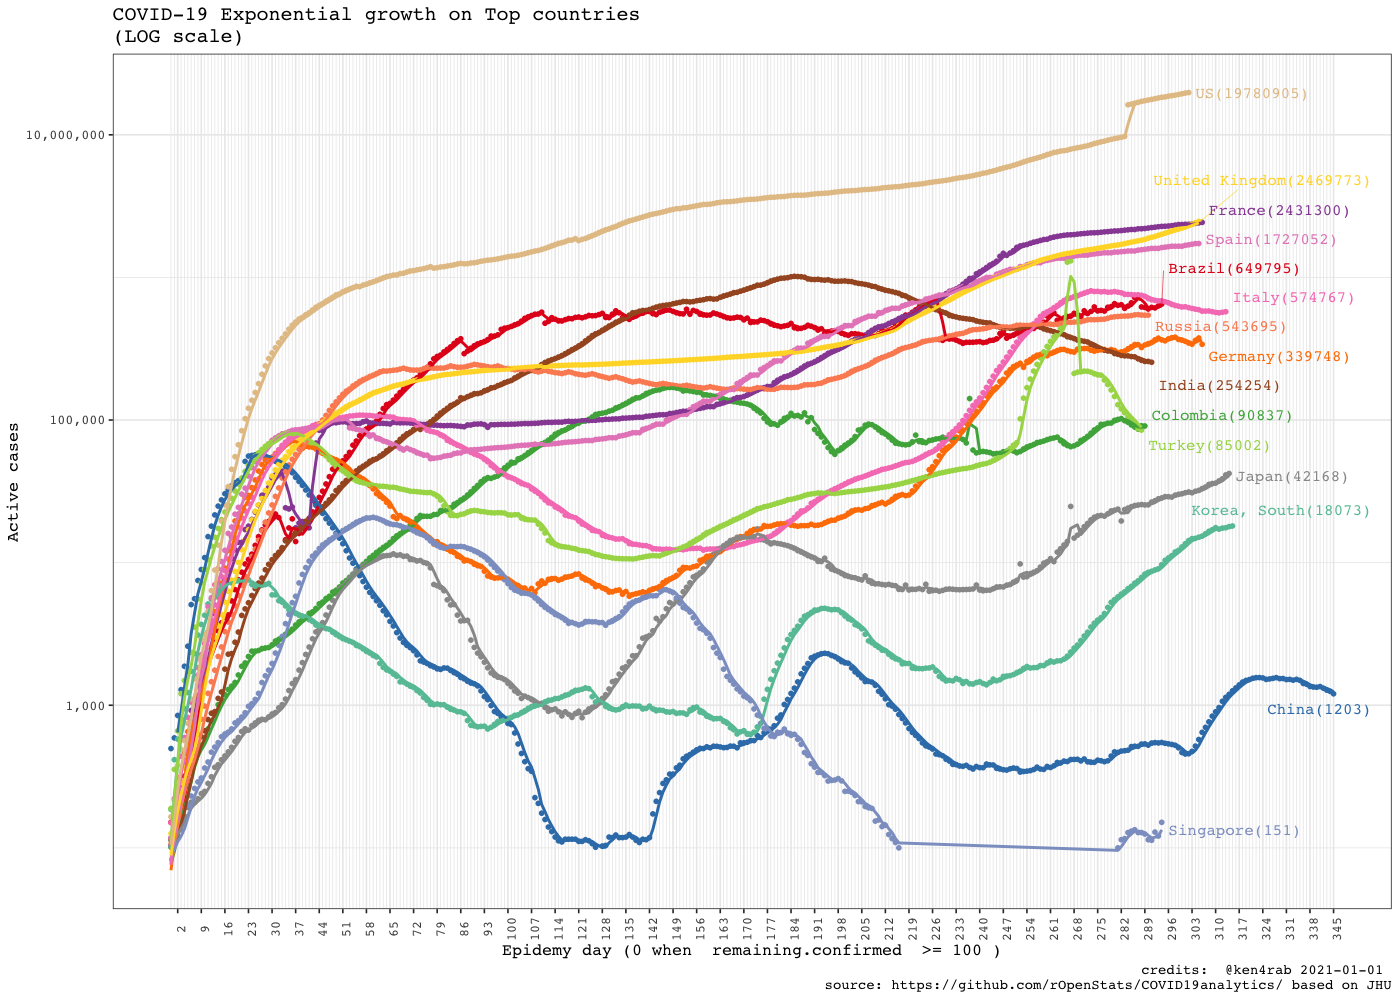 COVID-19 Exponential growth on Top countries
(LOG scale)
US(19780905)
10,000,000
United Kingdom(2469773)
France(2431300)
Spain(1727052)
Brazil(649795)
Italy(574767)
Russia(543695)
Germany(339748)
India(254254)
100,000
Colombia(90837)
Turkey(85002)
Japan(42168)
Korea, South(18073)
Active cases
1,000
China(1203)
Singapore(151)
2 9 16 23 30 37 44 51 58 65 72 79 86 93 100 107 114 121 128 135 142 149 156 163 170 177 184 191 198 205 212 219 226 233 240 247 254 261 268 275 282 289 296 303 310 317 324 331 338 345
Epidemy day (0 when  remaining.confirmed  >= 100 )
credits:  @ken4rab 2021-01-01
source: https://github.com/rOpenStats/COVID19analytics/ based on JHU